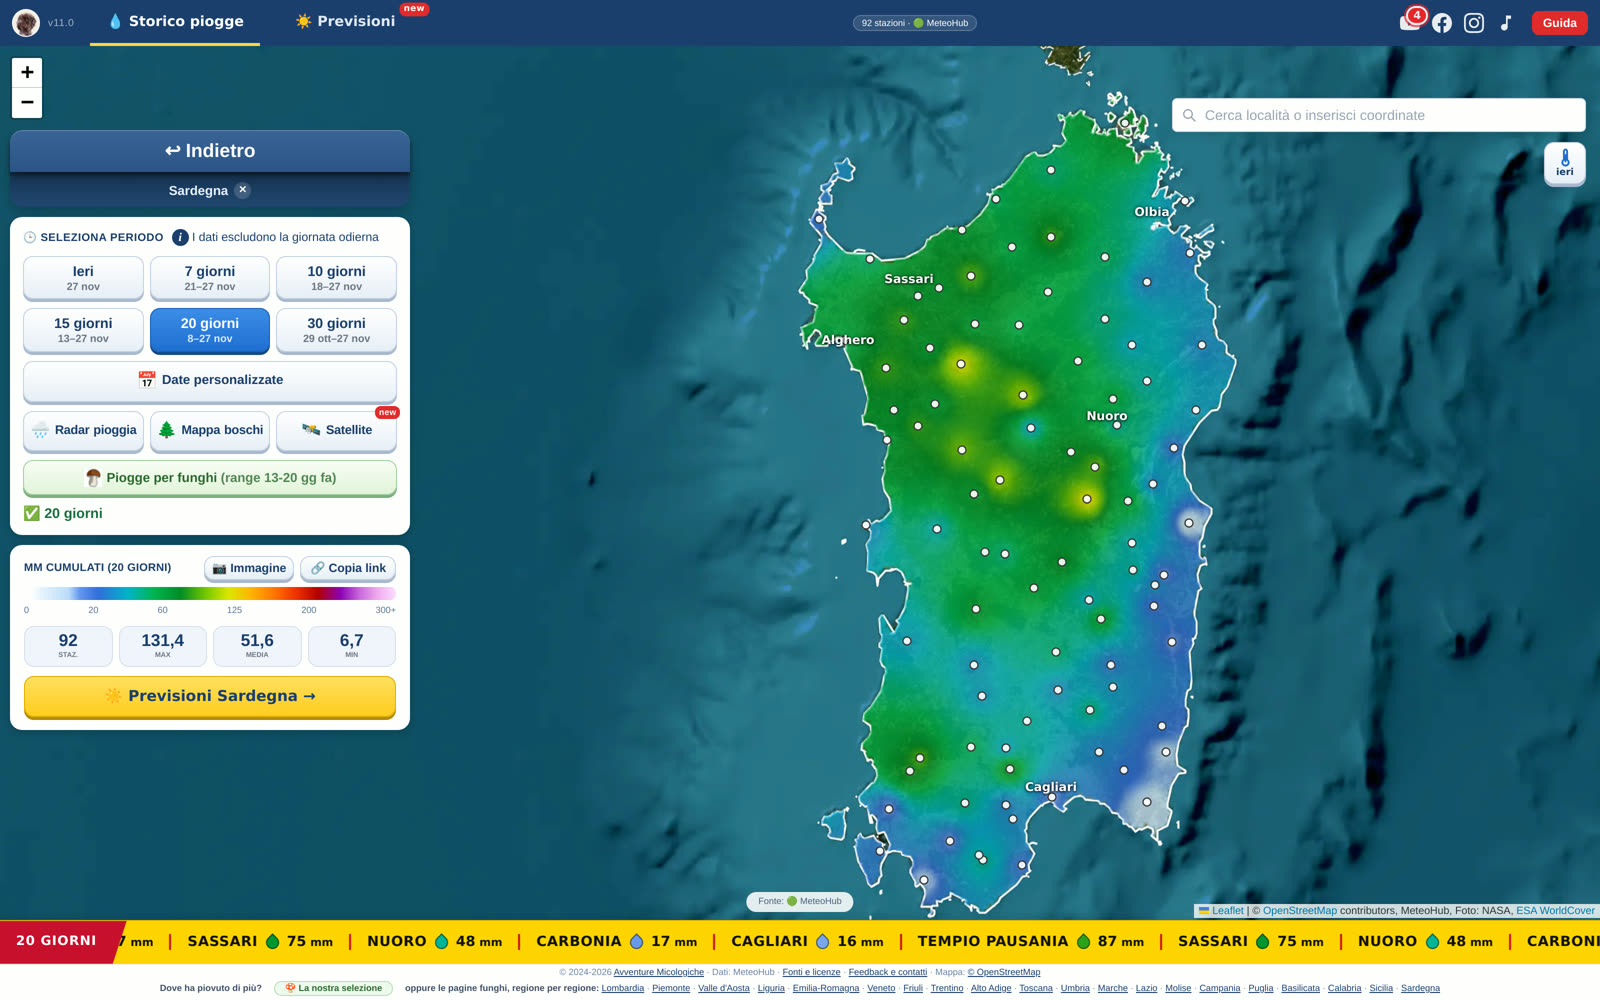 v11.0
Storico piogge
Previsioni
new
92 stazioni · MeteoHub
4
Guida
+
−
Cerca località o inserisci coordinate
ieri
↩ Indietro
Sardegna ×
SELEZIONA PERIODO i I dati escludono la giornata odierna
Ieri
27 nov
7 giorni
21–27 nov
10 giorni
18–27 nov
15 giorni
13–27 nov
20 giorni
8–27 nov
30 giorni
29 ott–27 nov
Date personalizzate
Radar pioggia
Mappa boschi
Satellite
new
Piogge per funghi (range 13-20 gg fa)
✅ 20 giorni
MM CUMULATI (20 GIORNI)
Immagine
Copia link
0 20 60 125 200 300+
92
STAZ.
131,4
MAX
51,6
MEDIA
6,7
MIN
Previsioni Sardegna →
Olbia
Sassari
Alghero
Nuoro
Cagliari
Fonte: MeteoHub
Leaflet | © OpenStreetMap contributors, MeteoHub, Foto: NASA, ESA WorldCover
20 GIORNI
7 mm | SASSARI 75 mm | NUORO 48 mm | CARBONIA 17 mm | CAGLIARI 16 mm | TEMPIO PAUSANIA 87 mm | SASSARI 75 mm | NUORO 48 mm | CARBONI
© 2024-2026 Avventure Micologiche · Dati: MeteoHub · Fonti e licenze · Feedback e contatti · Mappa: © OpenStreetMap
Dove ha piovuto di più? La nostra selezione oppure le pagine funghi, regione per regione: Lombardia · Piemonte · Valle d'Aosta · Liguria · Emilia-Romagna · Veneto · Friuli · Trentino · Alto Adige · Toscana · Umbria · Marche · Lazio · Molise · Campania · Puglia · Basilicata · Calabria · Sicilia · Sardegna